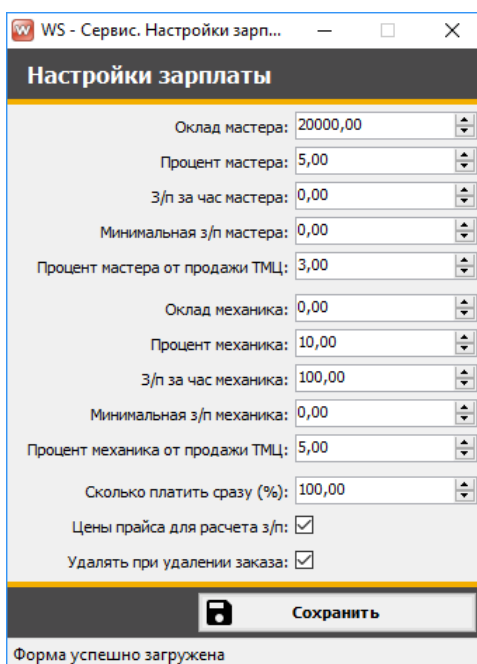 WS - Сервис. Настройки зарп...
Настройки зарплаты
Оклад мастера: 20000,00
Процент мастера: 5,00
З/п за час мастера: 0,00
Минимальная з/п мастера: 0,00
Процент мастера от продажи ТМЦ: 3,00
Оклад механика: 0,00
Процент механика: 10,00
З/п за час механика: 100,00
Минимальная з/п механика: 0,00
Процент механика от продажи ТМЦ: 5,00
Сколько платить сразу (%): 100,00
Цены прайса для расчета з/п:
Удалять при удалении заказа:
Сохранить
Форма успешно загружена